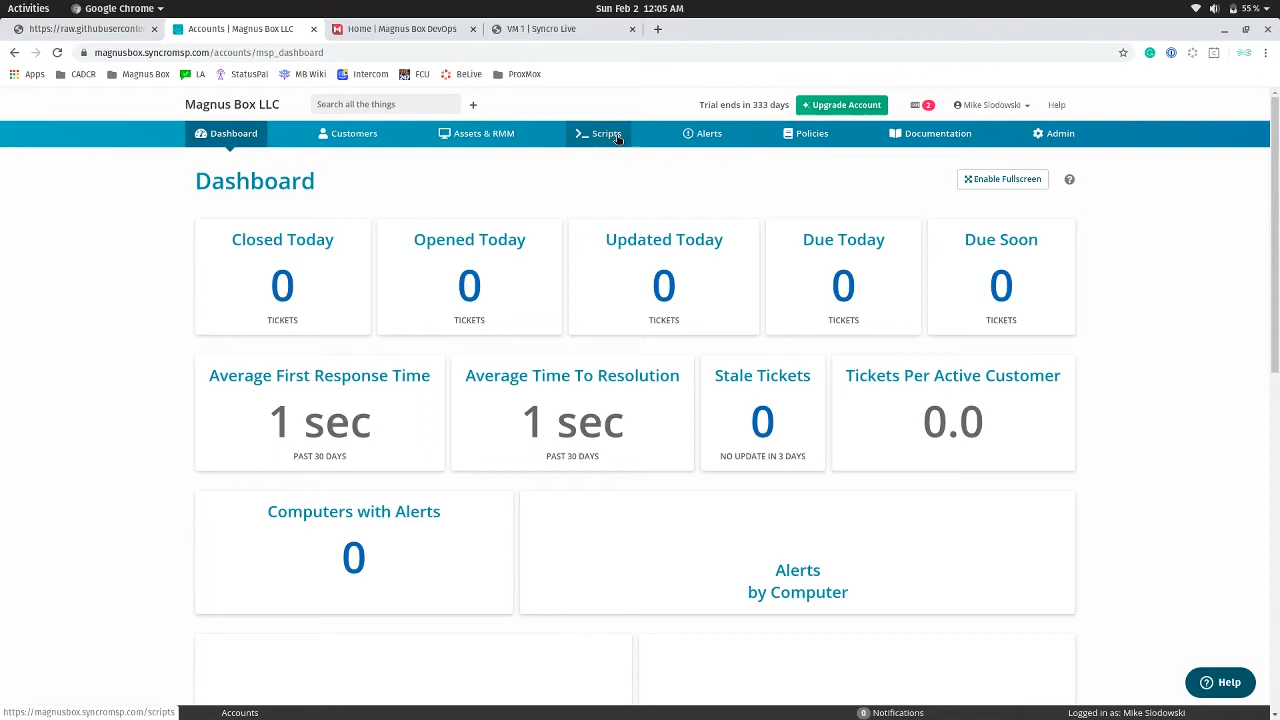 Activities
Google Chrome
Sun Feb 2 12:05 AM
55 %
https://raw.githubuserconten
Accounts | Magnus Box LLC
Home | Magnus Box DevOps
VM 1 | Syncro Live
magnusbox.syncromsp.com/accounts/msp_dashboard
Apps
CADCR
Magnus Box
LA
StatusPal
MB Wiki
Intercom
FCU
BeLive
ProxMox
Magnus Box LLC
Search all the things
Trial ends in 333 days
Upgrade Account
2
Mike Slodowski
Help
Dashboard
Customers
Assets & RMM
Scripts
Alerts
Policies
Documentation
Admin
Dashboard
Enable Fullscreen
Closed Today
0
TICKETS
Opened Today
0
TICKETS
Updated Today
0
TICKETS
Due Today
0
TICKETS
Due Soon
0
TICKETS
Average First Response Time
1 sec
PAST 30 DAYS
Average Time To Resolution
1 sec
PAST 30 DAYS
Stale Tickets
0
NO UPDATE IN 3 DAYS
Tickets Per Active Customer
0.0
Computers with Alerts
0
Alerts
by Computer
Help
https://magnusbox.syncromsp.com/scripts
Accounts
0 Notifications
Logged in as: Mike Slodowski